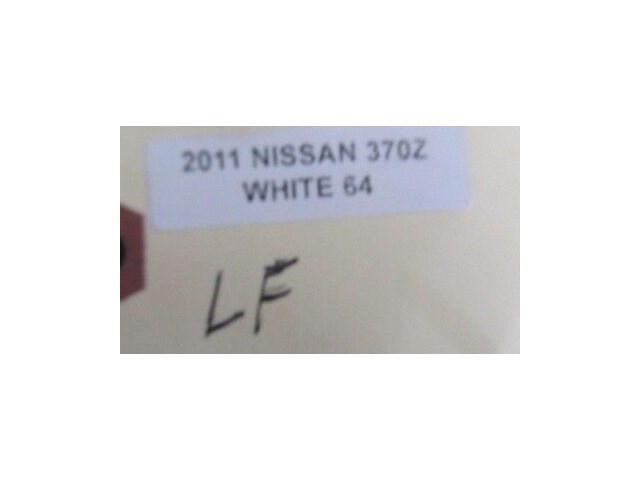 2011 NISSAN 370Z
WHITE 64
LF